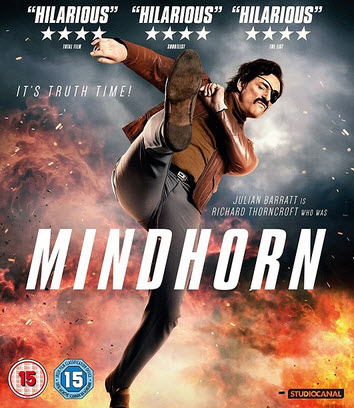 "HILARIOUS" "HILARIOUS" "HILARIOUS"
★★★★ ★★★★ ★★★★
TOTAL FILM SHORTLIST THE LIST
IT'S TRUTH TIME!
JULIAN BARRATT IS
RICHARD THORNCROFT WHO WAS
MINDHORN
15 15
STUDIOCANAL